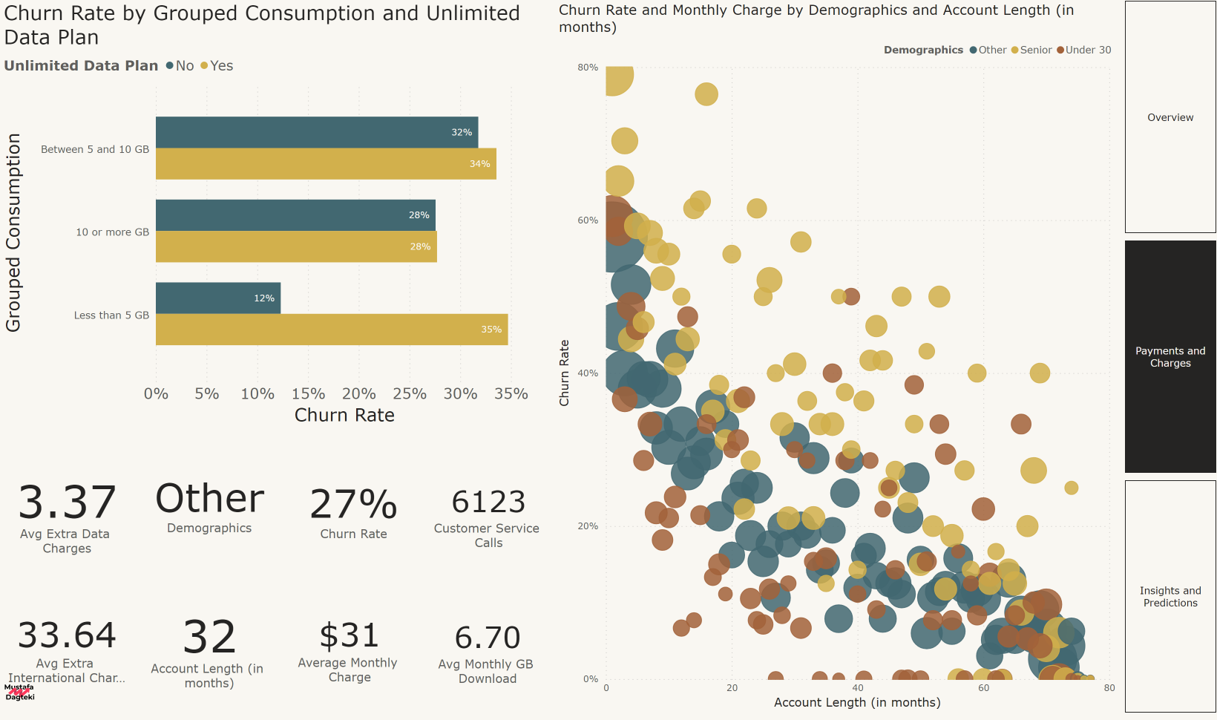 Churn Rate by Grouped Consumption and Unlimited
Data Plan
Unlimited Data Plan No Yes
Grouped Consumption
Between 5 and 10 GB
32%
34%
10 or more GB
28%
28%
Less than 5 GB
12%
35%
0% 5% 10% 15% 20% 25% 30% 35%
Churn Rate
3.37
Avg Extra Data
Charges
Other
Demographics
27%
Churn Rate
6123
Customer Service
Calls
33.64
Avg Extra
International Char...
32
Account Length (in
months)
$31
Average Monthly
Charge
6.70
Avg Monthly GB
Download
Mustafa
Dagteki
Churn Rate and Monthly Charge by Demographics and Account Length (in
months)
Demographics Other Senior Under 30
Churn Rate
80%
60%
40%
20%
0%
0 20 40 60 80
Account Length (in months)
Overview
Payments and
Charges
Insights and
Predictions